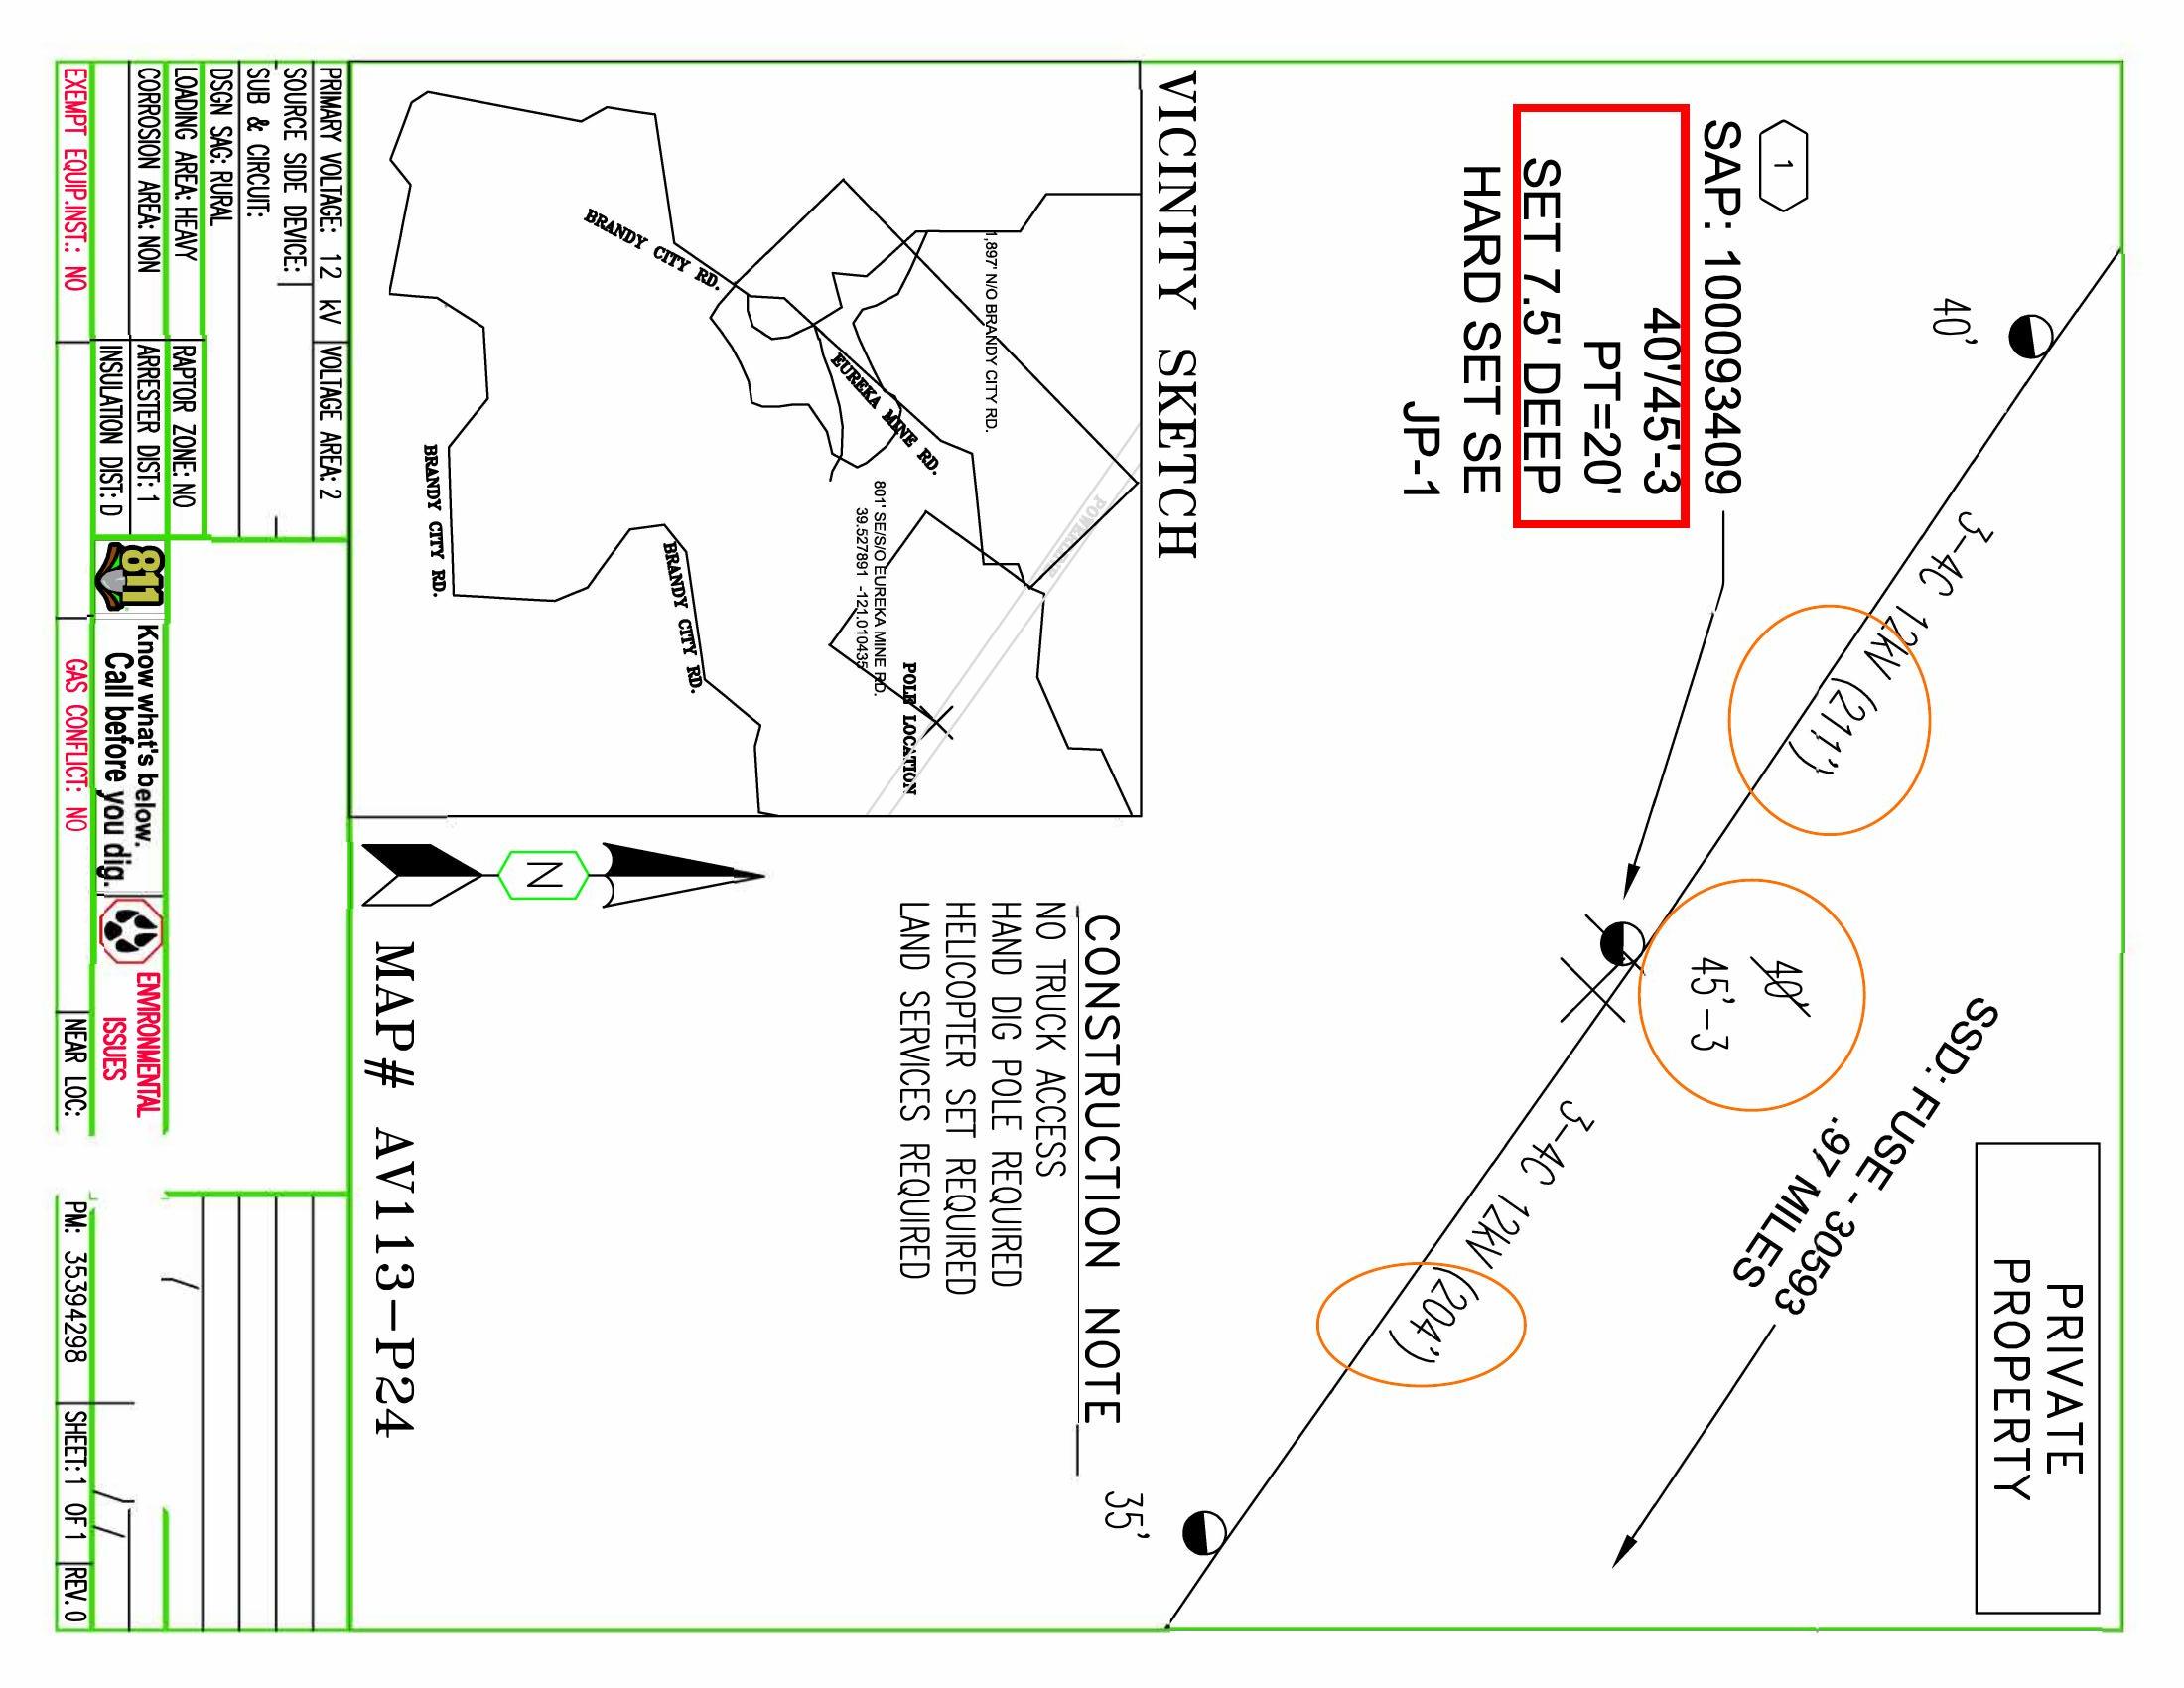 PRIVATE
PROPERTY
40'
SSD: FUSE - 30593
.97 MILES
3-4C 12kV (211')
1
SAP: 100093409
40'/45'-3
PT=20'
SET 7.5' DEEP
HARD SET SE
JP-1
40'
45'-3
3-4C 12kV (204')
35'
VICINITY SKETCH
1,897' N/O BRANDY CITY RD.
EUREKA MINE RD.
BRANDY CITY RD.
801' SE/S/O EUREKA MINE RD.
39.527891 -121.010435
POLE LOCATION
BRANDY CITY RD.
BRANDY CITY RD.
CONSTRUCTION NOTE
NO TRUCK ACCESS
HAND DIG POLE REQUIRED
HELICOPTER SET REQUIRED
LAND SERVICES REQUIRED
N
MAP# AV113-P24
PRIMARY VOLTAGE: 12 kV
VOLTAGE AREA: 2
SOURCE SIDE DEVICE:
SUB & CIRCUIT:
DSGN SAG: RURAL
LOADING AREA: HEAVY
RAPTOR ZONE: NO
CORROSION AREA: NON
ARRESTER DIST: 1
INSULATION DIST: D
811
Know what's below.
Call before you dig.
ENVIRONMENTAL
ISSUES
EXEMPT EQUIP.INST.: NO
GAS CONFLICT: NO
NEAR LOC:
PM: 35394298
SHEET: 1 OF 1
REV. 0